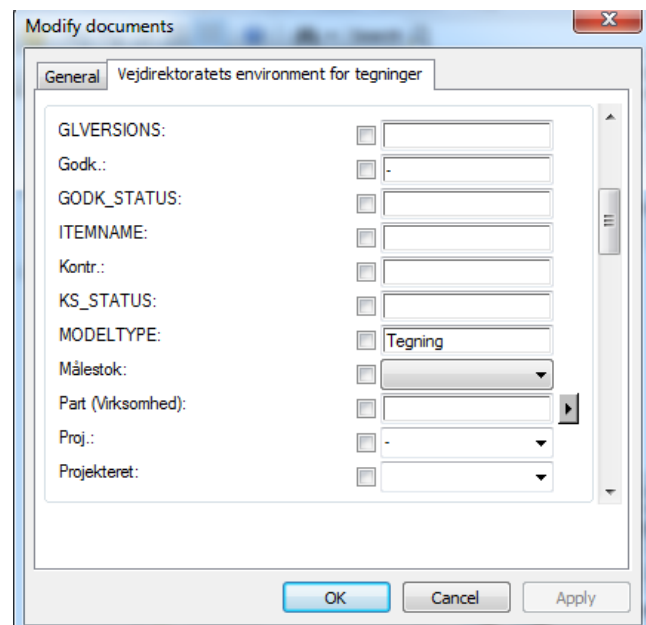 Modify documents
General
Vejdirektoratets environment for tegninger
GLVERSIONS:
Godk.: -
GODK_STATUS:
ITEMNAME:
Kontr.:
KS_STATUS:
MODELTYPE: Tegning
Målestok:
Part (Virksomhed):
Proj.: -
Projekteret:
OK Cancel Apply